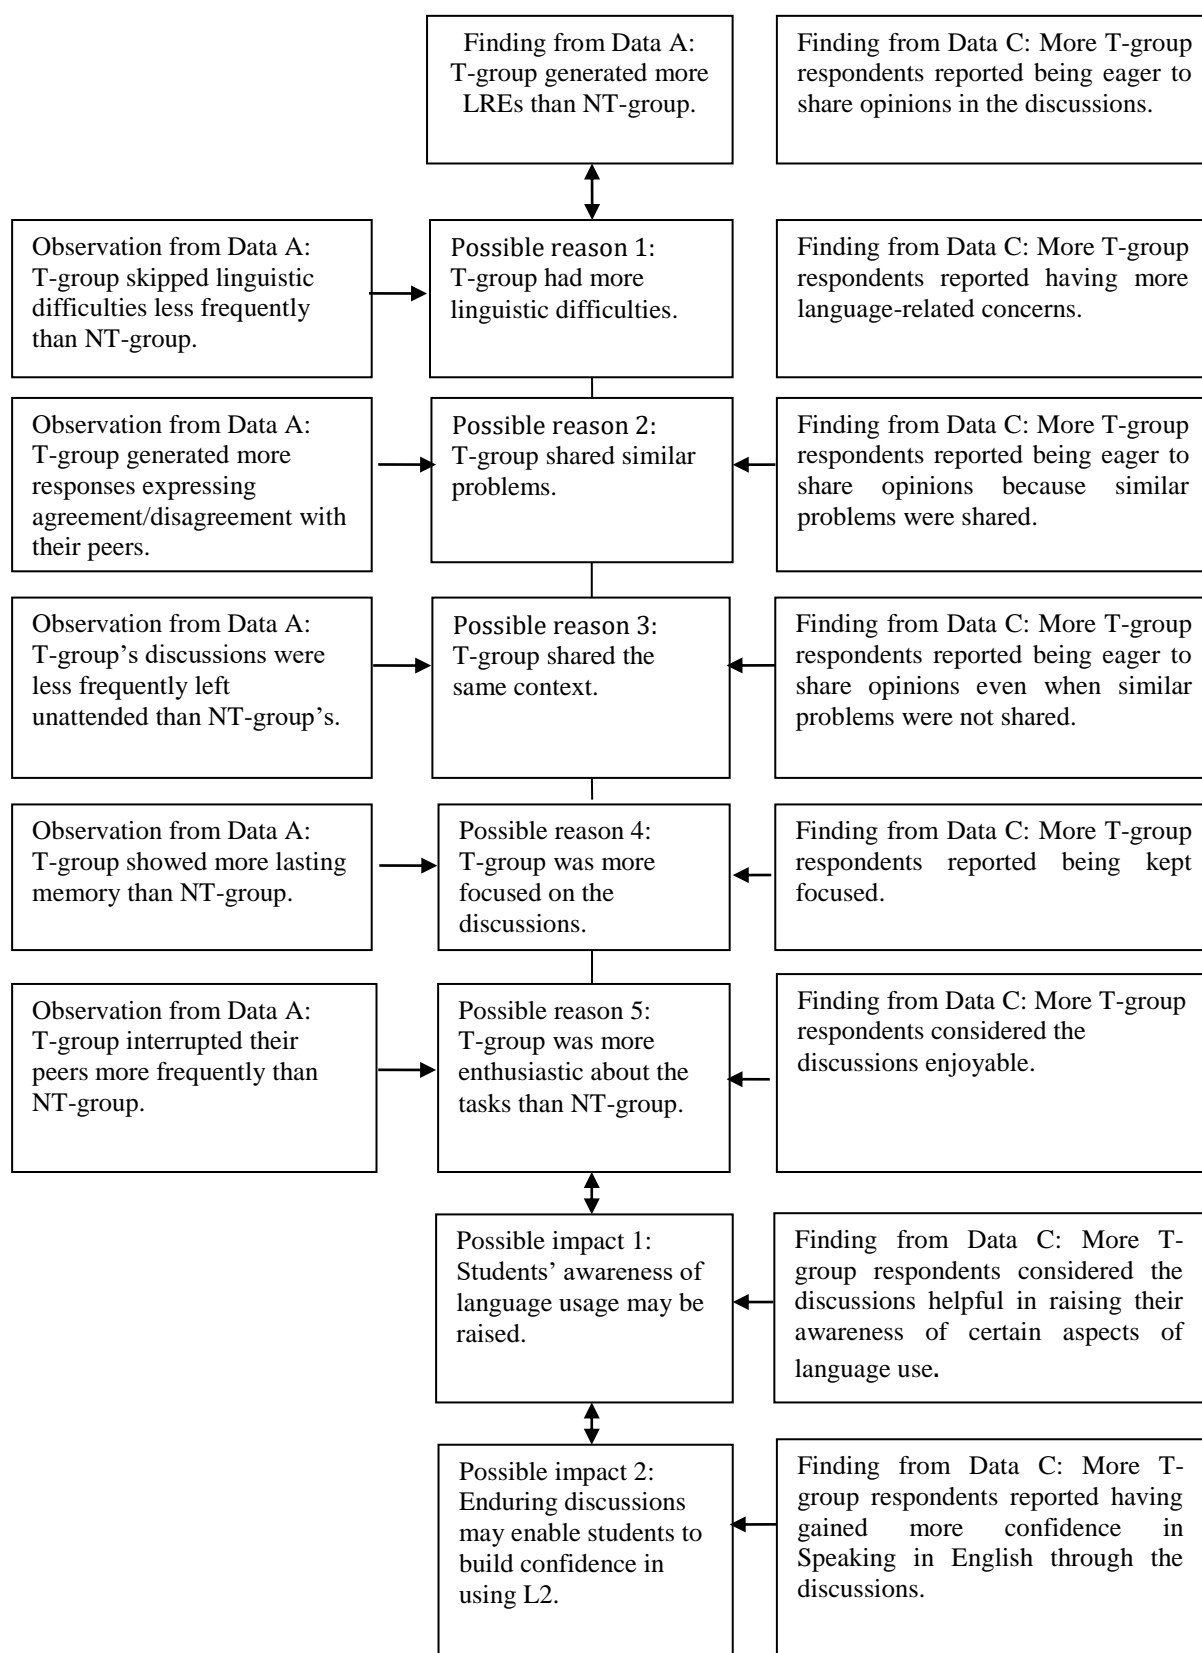 Finding from Data A:
T-group generated more
LREs than NT-group.
Finding from Data C: More T-group
respondents reported being eager to
share opinions in the discussions.
Observation from Data A:
T-group skipped linguistic
difficulties less frequently
than NT-group.
Possible reason 1:
T-group had more
linguistic difficulties.
Finding from Data C: More T-group
respondents reported having more
language-related concerns.
Observation from Data A:
T-group generated more
responses expressing
agreement/disagreement with
their peers.
Possible reason 2:
T-group shared similar
problems.
Finding from Data C: More T-group
respondents reported being eager to
share opinions because similar
problems were shared.
Observation from Data A:
T-group’s discussions were
less frequently left
unattended than NT-group’s.
Possible reason 3:
T-group shared the
same context.
Finding from Data C: More T-group
respondents reported being eager to
share opinions even when similar
problems were not shared.
Observation from Data A:
T-group showed more lasting
memory than NT-group.
Possible reason 4:
T-group was more
focused on the
discussions.
Finding from Data C: More T-group
respondents reported being kept
focused.
Observation from Data A:
T-group interrupted their
peers more frequently than
NT-group.
Possible reason 5:
T-group was more
enthusiastic about the
tasks than NT-group.
Finding from Data C: More T-group
respondents considered the
discussions enjoyable.
Possible impact 1:
Students’ awareness of
language usage may be
raised.
Finding from Data C: More T-
group respondents considered the
discussions helpful in raising their
awareness of certain aspects of
language use.
Possible impact 2:
Enduring discussions
may enable students to
build confidence in
using L2.
Finding from Data C: More T-
group respondents reported having
gained more confidence in
Speaking in English through the
discussions.